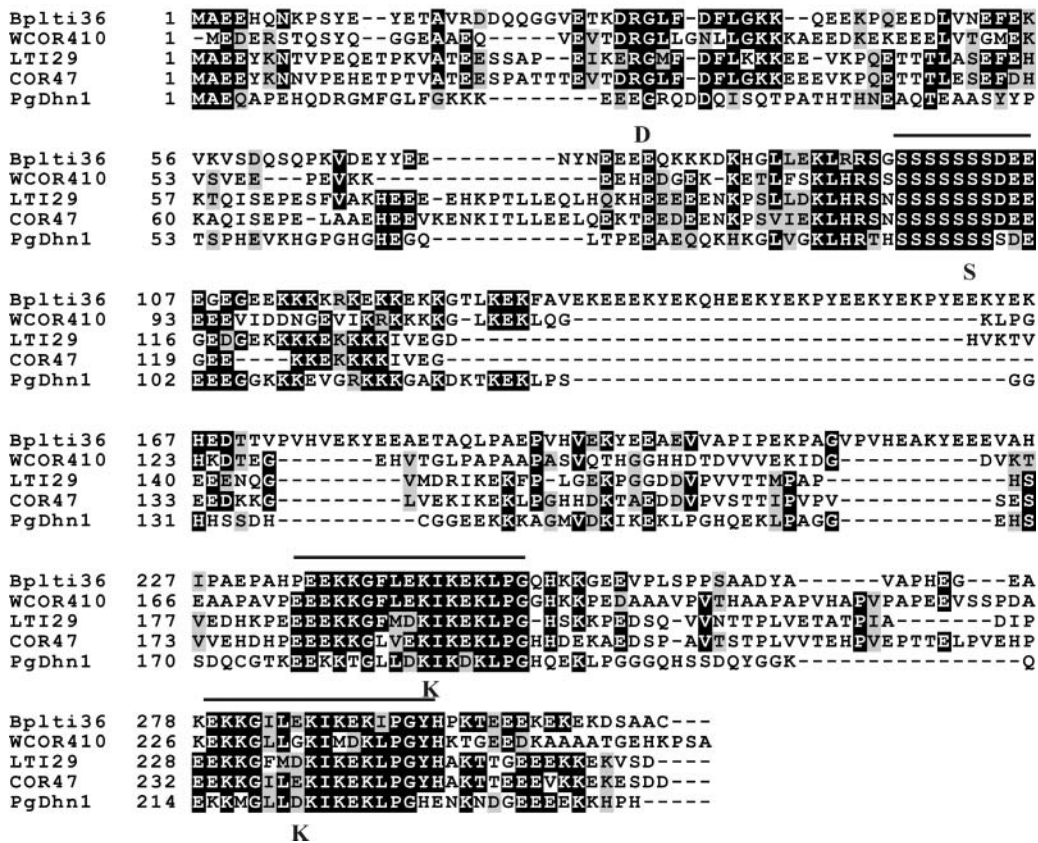 Bplti36 1 MAEEHQNKPSYE--YETAVRDDQQGGVETKDRGLF-DFLGKK--QEEKPQEEDLVNEFEK
WCOR410 1 -MEDERSTQSYQ--GGEAAEQ-----VEVTDRGLLGNLLGKKKAEEDKEKEEELVTGMEK
LTI29 1 MAEEYKNTVPEQETPKVATEESSAP--EIKERGMF-DFLKKKEE-VKPQETTTLASEFEH
COR47 1 MAEEYKNTVPEHETPTVATEESPATTTEVTDRGLF-DFLGKKEEEVKPQETTTLESEFDH
PgDhn1 1 MAEQAPEHQDRGMFGLFGKKK-------EEEGRQDDQISQTPATHTHNEAQTEAASYYP
D
Bplti36 56 VKVSDQSQPKVDEYYEE----------NYNEEEEQKKKDKHGLLEKLRRSGSSSSSSSDEE
WCOR410 53 VSVEE--PEVKK---------------EEHEDGEK-KETLFSKLHRSSSSSSSSSDEE
LTI29 57 KTQISEPESFVAKHEEE-EHKPTLLEQLHQKHEEEEENKPSLLDKLHRSNSSSSSSSDEE
COR47 60 KAQISEPE-LAAEHEEVKENKITLLEELQEKTEEDEENKPSVIEKLHRSNSSSSSSSDEE
PgDhn1 53 TSPHEVKHGPGHGHEGQ----------LTPEEAEQQKHKGLVGKLHRTHSSSSSSSSDE
S
Bplti36 107 EGEGEEKKKKRKEKKEKKGTLKEKFAVEKEEEKYEKQHEEKYEKPYEEKYEKPYEEKYEK
WCOR410 93 EEEVIDDNGEVIKRKKKKG-LKEKLQG--------------------------KLPG
LTI29 116 GEDGEKKKKEKKKKIVEGD--------------------------------HVKTV
COR47 119 GEE----KKEKKKKIVEG--------------------------------------
PgDhn1 102 EEEGGKKKEVGRKKKGAKDKTKEKLPS----------------------------GG
Bplti36 167 HEDTTVPVHVEKYEEAETAQLPAEPVHVEKYEEAEVVAPIPEKPAGVPVHEAKYEEEVAH
WCOR410 123 HKDTEG-------EHVTGLPAPAAPASVQTHGGHHDTDVVVEKIDG-----------DVKT
LTI29 140 EEENQG---------VMDRIKEKFP-LGEKPGGDDVPVVTTMPAP------------HS
COR47 133 EEDKKG---------LVEKIKEKLPGHHDKTAEDDVPVSTTIPVPV-----------SES
PgDhn1 131 HHSSDH----------CGGEEKKKAGMVDKIKEKLPGHQEKLPAGG-----------EHS
Bplti36 227 IPAEPAHPEEKKGFLEKIKEKLPGQHKKGEEVPLSPPSAADYA------VAPHEG---EA
WCOR410 166 EAAPAVPEEEKKGFLEKIKEKLPGGHKKPEDAAAVPVTHAAPAPVHAPVPAPEEVSSPDA
LTI29 177 VEDHKPEEEEKKGFMDKIKEKLPG-HSKKPEDSQ-VVNTTPLVETATPIA-----DIP
COR47 173 VVEHDHPEEEKKGLVEKIKEKLPGHHDEKAEDSP-AVTSTPLVVTEHPVEPTTELPVEHP
PgDhn1 170 SDQCGTKEEKKTGLLDKIKDKLPGHQEKLPGGGQHSSDQYGGK--------------Q
K
Bplti36 278 KEKKGILEKIKEKIPGYHPKTEEEKEKEKDSAAC---
WCOR410 226 KEKKGLLGKIMDKLPGYHKTGEEDKAAAATGEHKPSA
LTI29 228 EEKKGFMDKIKEKLPGYHAKTTGEEEKKEKVSD----
COR47 232 EEKKGILEKIKEKLPGYHAKTTEEEVKKEKESDD---
PgDhn1 214 EKKMGLLDKIKEKLPGHENKNDGEEEEKKHPH-----
K